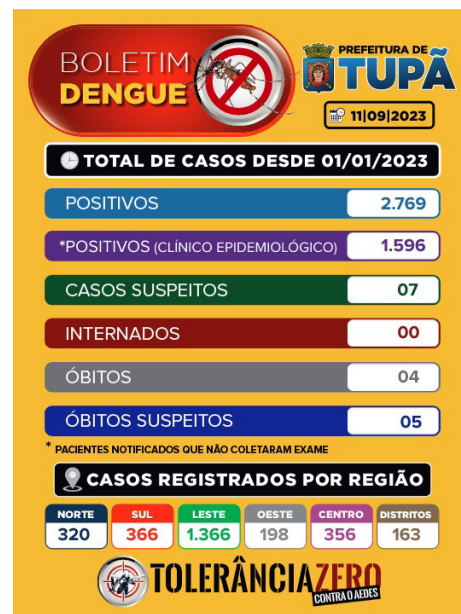 BOLETIM
DENGUE
PREFEITURA DE
TUPÃ
11|09|2023
TOTAL DE CASOS DESDE 01/01/2023
POSITIVOS 2.769
*POSITIVOS (CLÍNICO EPIDEMIOLÓGICO) 1.596
CASOS SUSPEITOS 07
INTERNADOS 00
ÓBITOS 04
ÓBITOS SUSPEITOS 05
* PACIENTES NOTIFICADOS QUE NÃO COLETARAM EXAME
CASOS REGISTRADOS POR REGIÃO
NORTE SUL LESTE OESTE CENTRO DISTRITOS
320 366 1.366 198 356 163
TOLERÂNCIA ZERO
CONTRA O AEDES